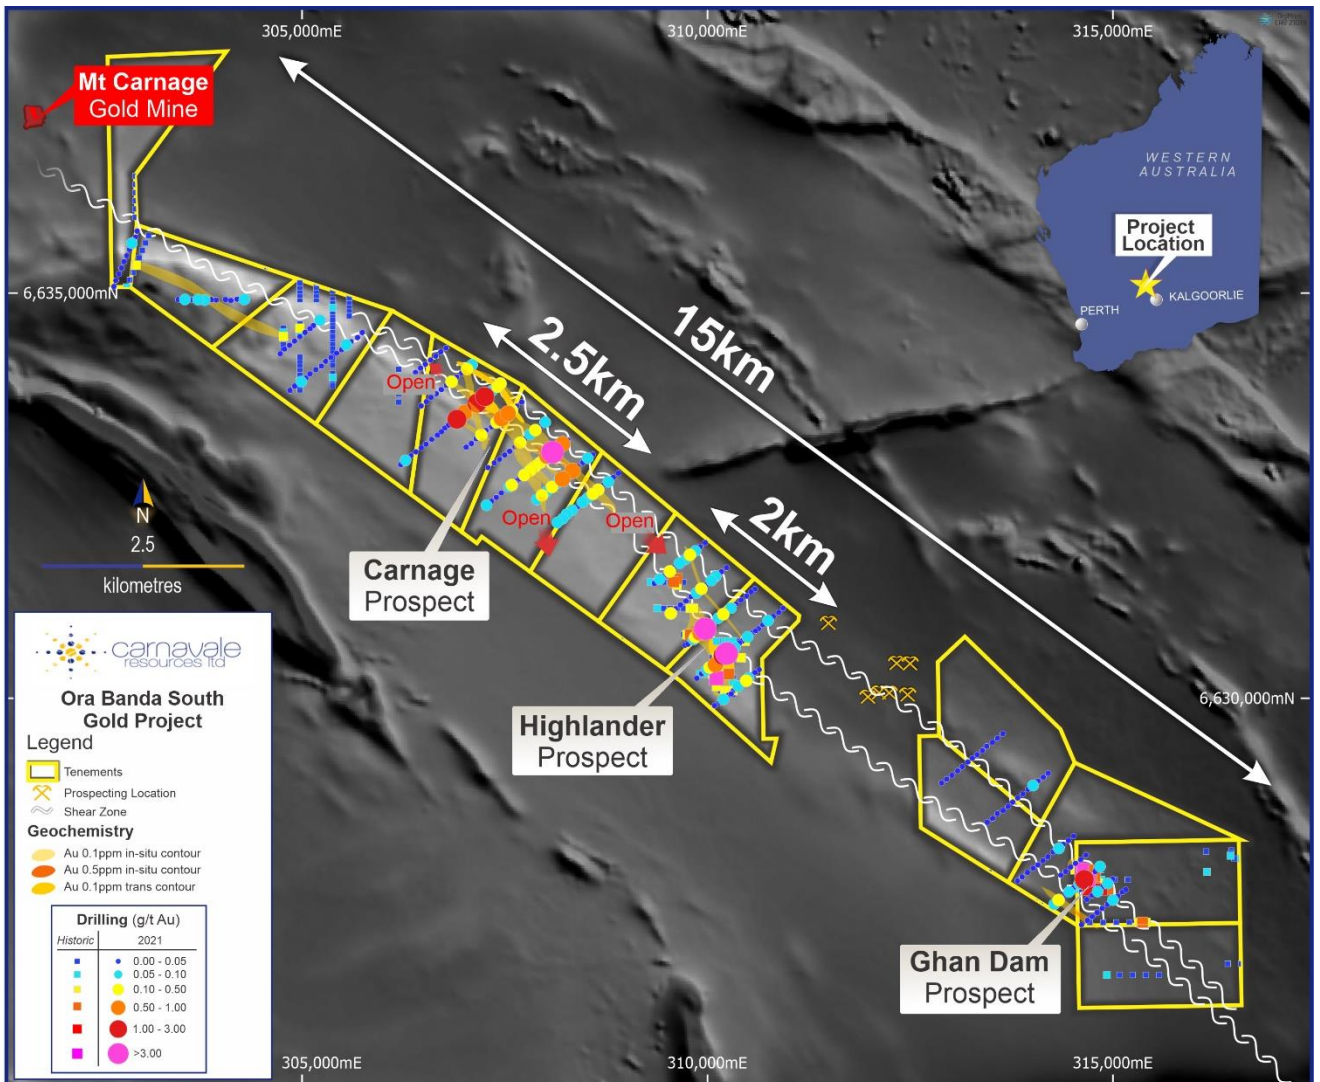 305,000mE
310,000mE
315,000mE
Mt Carnage
Gold Mine
WESTERN
AUSTRALIA
Project
Location
KALGOORLIE
PERTH
6,635,000mN
15km
2.5km
Open
Open
Open
2km
N
2.5
kilometres
Carnage
Prospect
Highlander
Prospect
6,630,000mN
Ghan Dam
Prospect
carnavale
resources ltd
Ora Banda South
Gold Project
Legend
Tenements
Prospecting Location
Shear Zone
Geochemistry
Au 0.1ppm in-situ contour
Au 0.5ppm in-situ contour
Au 0.1ppm trans contour
Drilling (g/t Au)
Historic 2021
0.00 - 0.05
0.05 - 0.10
0.10 - 0.50
0.50 - 1.00
1.00 - 3.00
>3.00
305,000mE
310,000mE
315,000mE